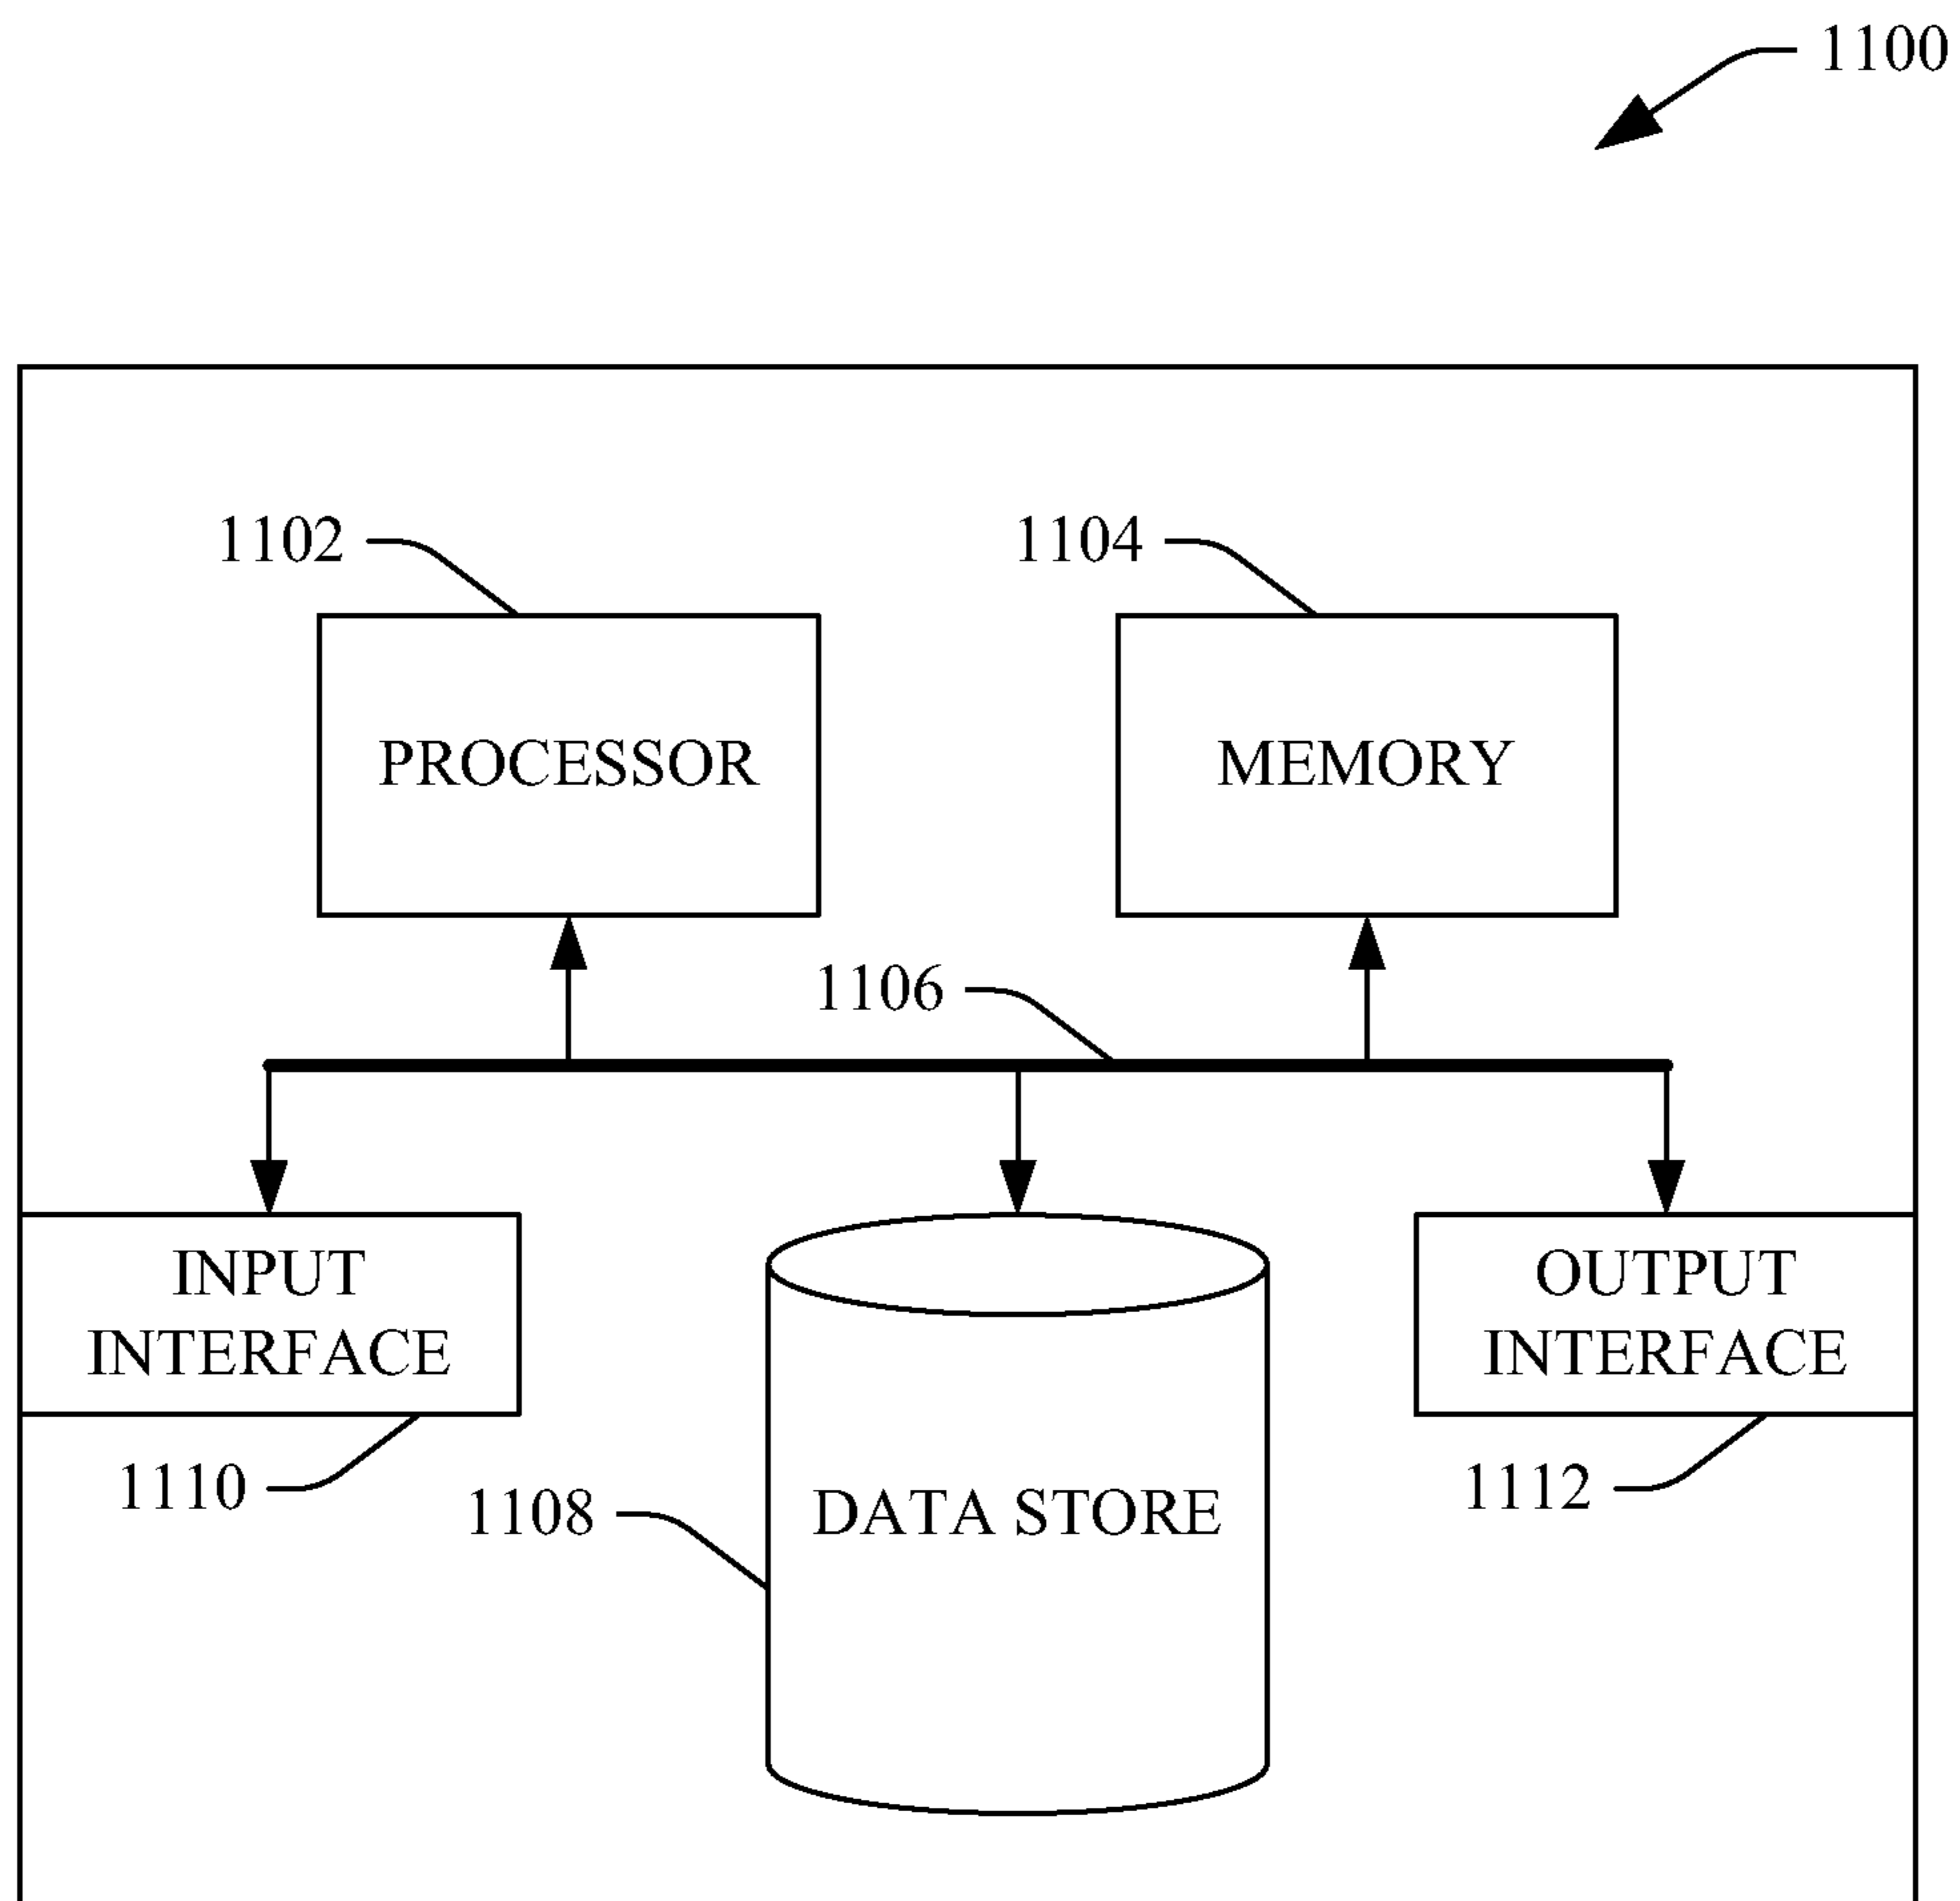 1100
1102
1104
PROCESSOR
MEMORY
1106
INPUT
INTERFACE
OUTPUT
INTERFACE
1110
1108
DATA STORE
1112